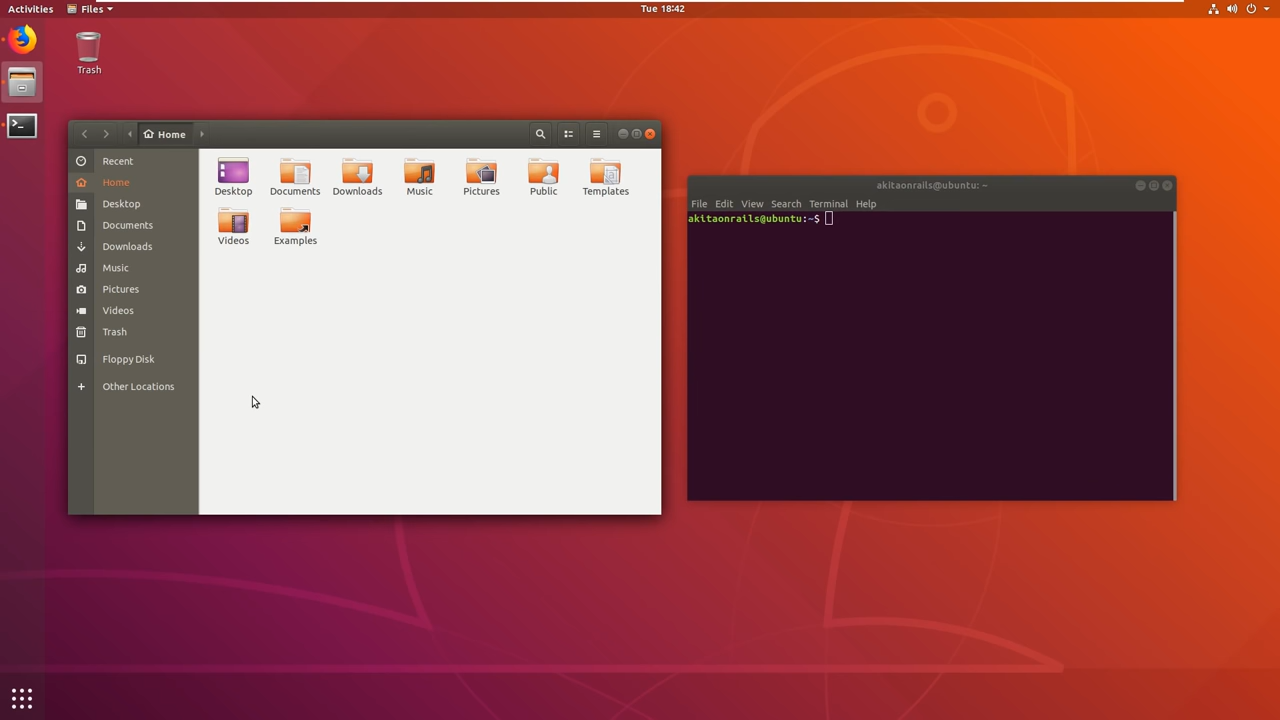 Activities Files Tue 18:42
Trash
Home
Recent
Home
Desktop
Documents
Downloads
Music
Pictures
Videos
Trash
Floppy Disk
Other Locations
Desktop Documents Downloads Music Pictures Public Templates
Videos Examples
akitaonrails@ubuntu: ~
File Edit View Search Terminal Help
akitaonrails@ubuntu:~$